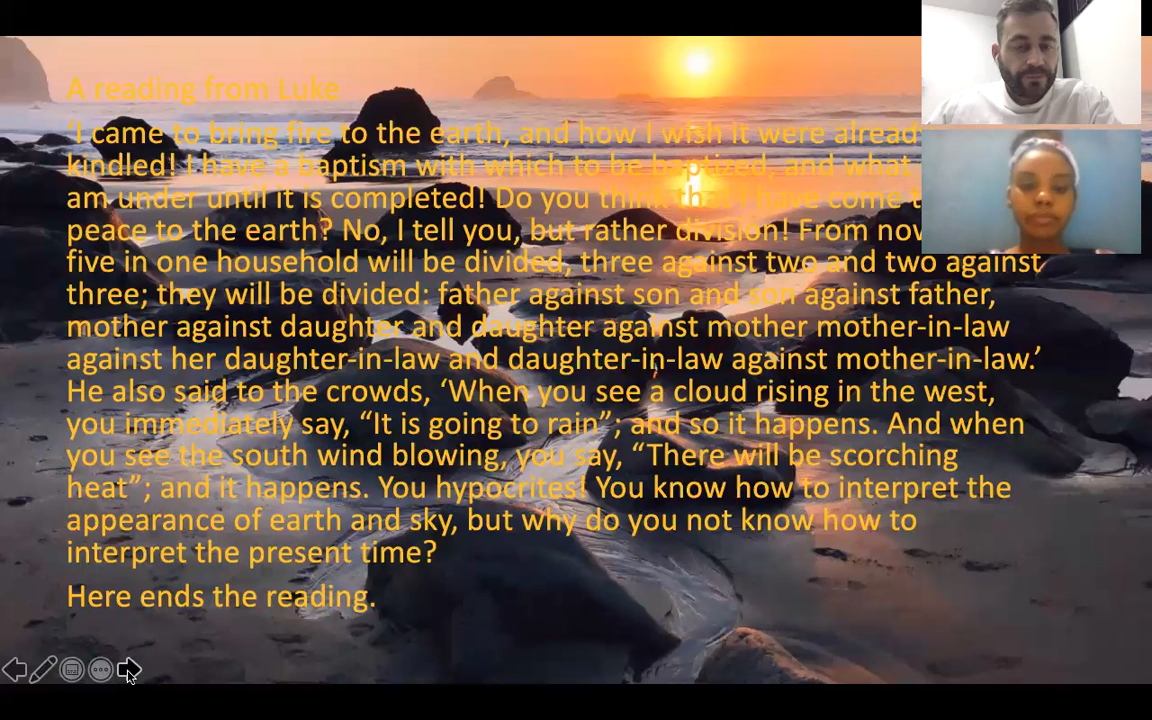 A reading from Luke
‘I came to bring fire to the earth, and how I wish it were already
kindled! I have a baptism with which to be baptized, and what
am under until it is completed! Do you think that I have come
peace to the earth? No, I tell you, but rather division! From now
five in one household will be divided, three against two and two against
three; they will be divided: father against son and son against father,
mother against daughter and daughter against mother mother-in-law
against her daughter-in-law and daughter-in-law against mother-in-law.’
He also said to the crowds, ‘When you see a cloud rising in the west,
you immediately say, “It is going to rain”; and so it happens. And when
you see the south wind blowing, you say, “There will be scorching
heat”; and it happens. You hypocrites! You know how to interpret the
appearance of earth and sky, but why do you not know how to
interpret the present time?
Here ends the reading.